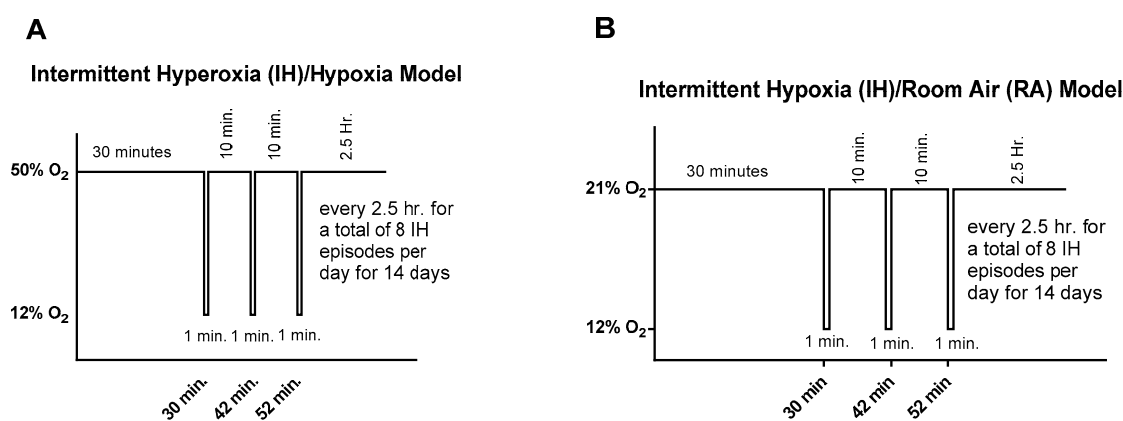 A
Intermittent Hyperoxia (IH)/Hypoxia Model
10 min.
10 min.
2.5 Hr.
30 minutes
50% O2
every 2.5 hr. for
a total of 8 IH
episodes per
day for 14 days
12% O2
1 min. 1 min. 1 min.
30 min.
42 min.
52 min.
B
Intermittent Hypoxia (IH)/Room Air (RA) Model
10 min.
10 min.
2.5 Hr.
30 minutes
21% O2
every 2.5 hr. for
a total of 8 IH
episodes per
day for 14 days
12% O2
1 min. 1 min. 1 min.
30 min
42 min
52 min